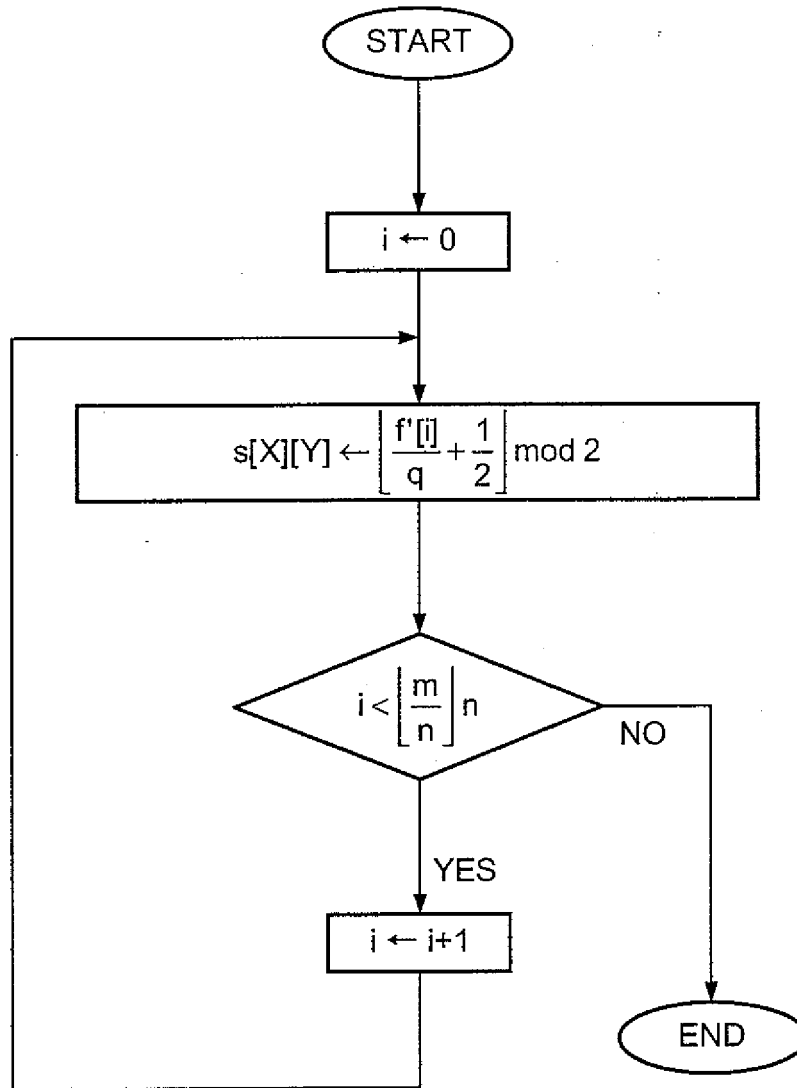 START
i ← 0
s[X][Y] ← ⌊f'[i]/q + 1/2⌋ mod 2
i < ⌊m/n⌋ n
NO
YES
i ← i+1
END